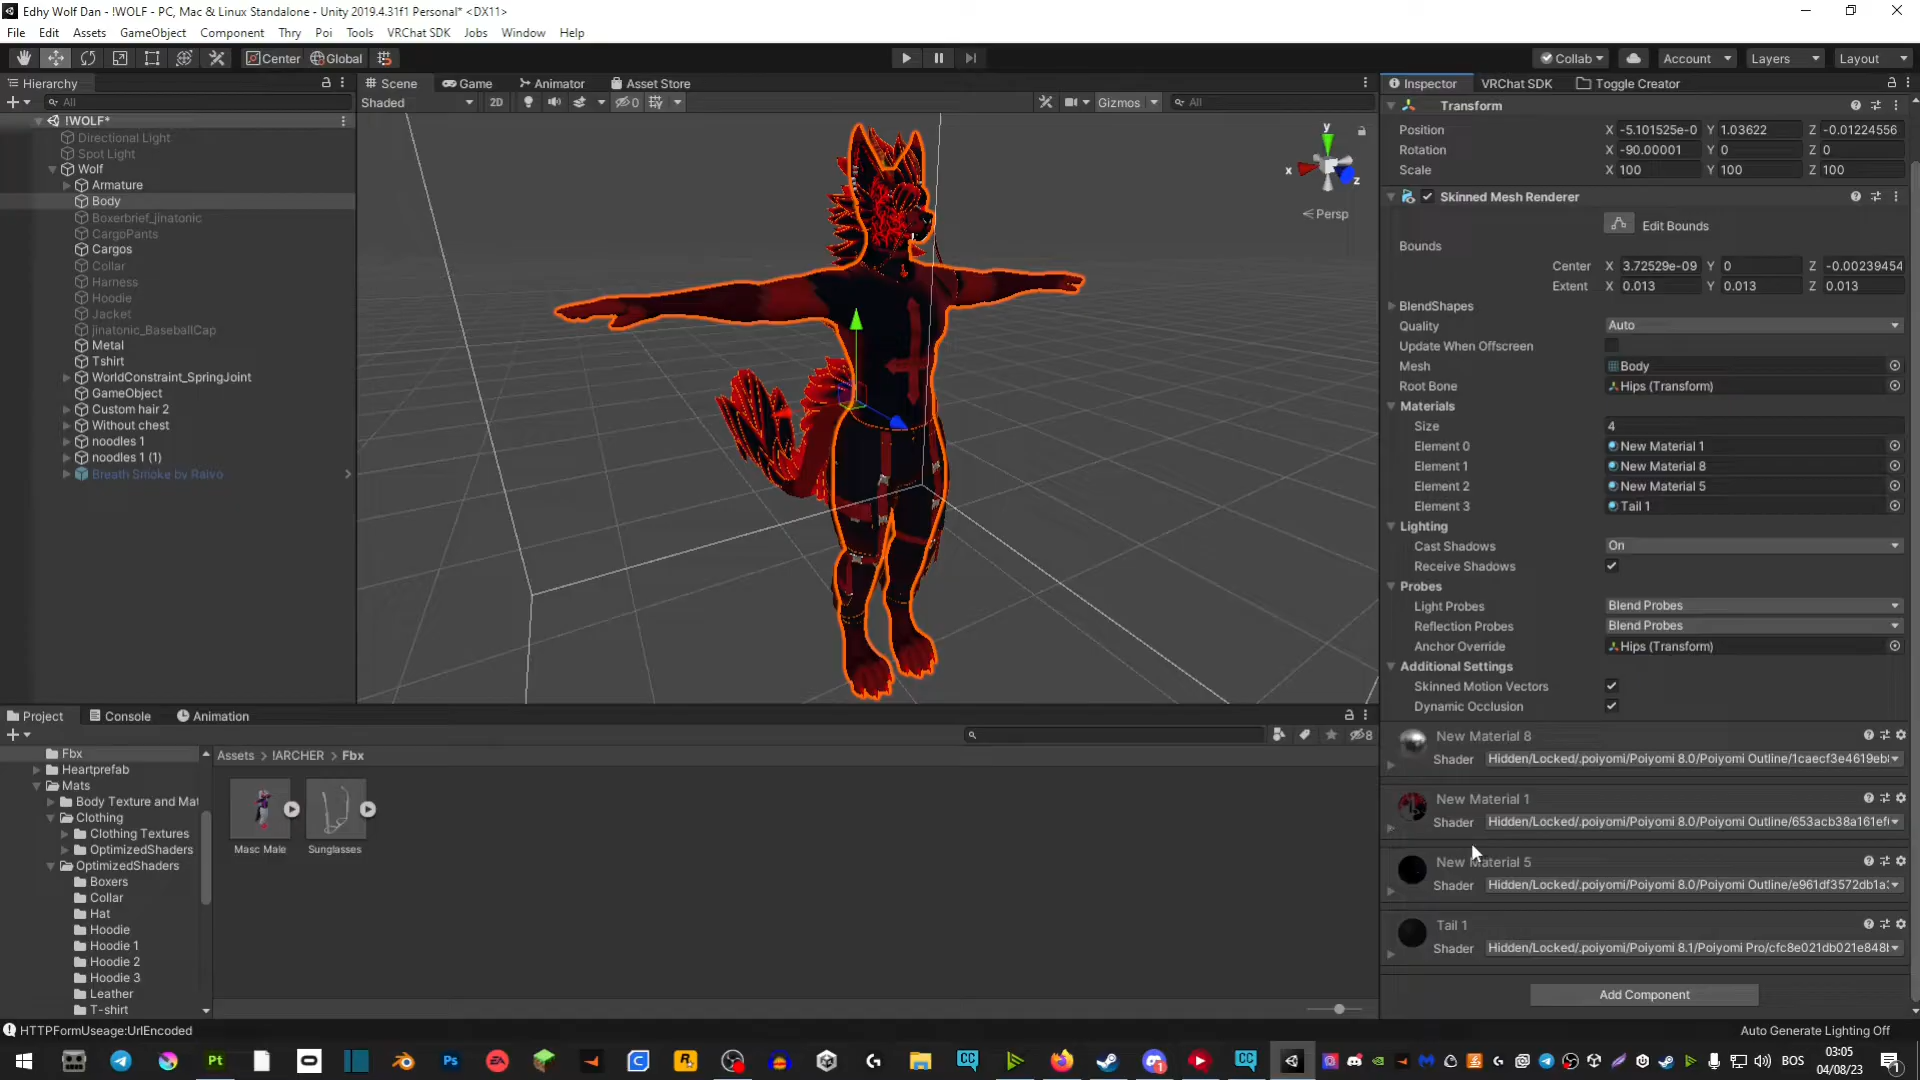 Edhy Wolf Dan - !WOLF - PC, Mac & Linux Standalone - Unity 2019.4.31f1 Personal* <DX11>
File Edit Assets GameObject Component Thry Poi Tools VRChat SDK Jobs Window Help
Center Global Collab Account Layers Layout
Hierarchy
All
!WOLF*
Directional Light
Spot Light
Wolf
Armature
Body
Boxerbrief_jinatonic
CargoPants
Cargos
Collar
Harness
Hoodie
Jacket
jinatonic_BaseballCap
Metal
Tshirt
WorldConstraint_SpringJoint
GameObject
Custom hair 2
Without chest
noodles 1
noodles 1 (1)
Breath Smoke by Raivo
Scene Game Animator Asset Store
Shaded 2D 0 Gizmos All
y
x
z
Persp
Inspector VRChat SDK Toggle Creator
Transform
Position X -5.101525e-0 Y 1.03622 Z -0.01224556
Rotation X -90.00001 Y 0 Z 0
Scale X 100 Y 100 Z 100
Skinned Mesh Renderer
Edit Bounds
Bounds
Center X 3.72529e-09 Y 0 Z -0.00239454
Extent X 0.013 Y 0.013 Z 0.013
BlendShapes
Quality Auto
Update When Offscreen
Mesh Body
Root Bone Hips (Transform)
Materials
Size 4
Element 0 New Material 1
Element 1 New Material 8
Element 2 New Material 5
Element 3 Tail 1
Lighting
Cast Shadows On
Receive Shadows
Probes
Light Probes Blend Probes
Reflection Probes Blend Probes
Anchor Override Hips (Transform)
Additional Settings
Skinned Motion Vectors
Dynamic Occlusion
New Material 8
Shader Hidden/Locked/.poiyomi/Poiyomi 8.0/Poiyomi Outline/1caecf3e4619eb
New Material 1
Shader Hidden/Locked/.poiyomi/Poiyomi 8.0/Poiyomi Outline/653acb38a161ef
New Material 5
Shader Hidden/Locked/.poiyomi/Poiyomi 8.0/Poiyomi Outline/e961df3572db1a
Tail 1
Shader Hidden/Locked/.poiyomi/Poiyomi 8.1/Poiyomi Pro/cfc8e021db021e848
Add Component
Project Console Animation
8
Fbx
Heartprefab
Mats
Body Texture and Mat
Clothing
Clothing Textures
OptimizedShaders
OptimizedShaders
Boxers
Collar
Hat
Hoodie
Hoodie 1
Hoodie 2
Hoodie 3
Leather
T-shirt
Assets > !ARCHER > Fbx
Masc Male Sunglasses
HTTPFormUseage:UrlEncoded
Auto Generate Lighting Off
Pt Ps EA CC CC
BOS
03:05
04/08/23